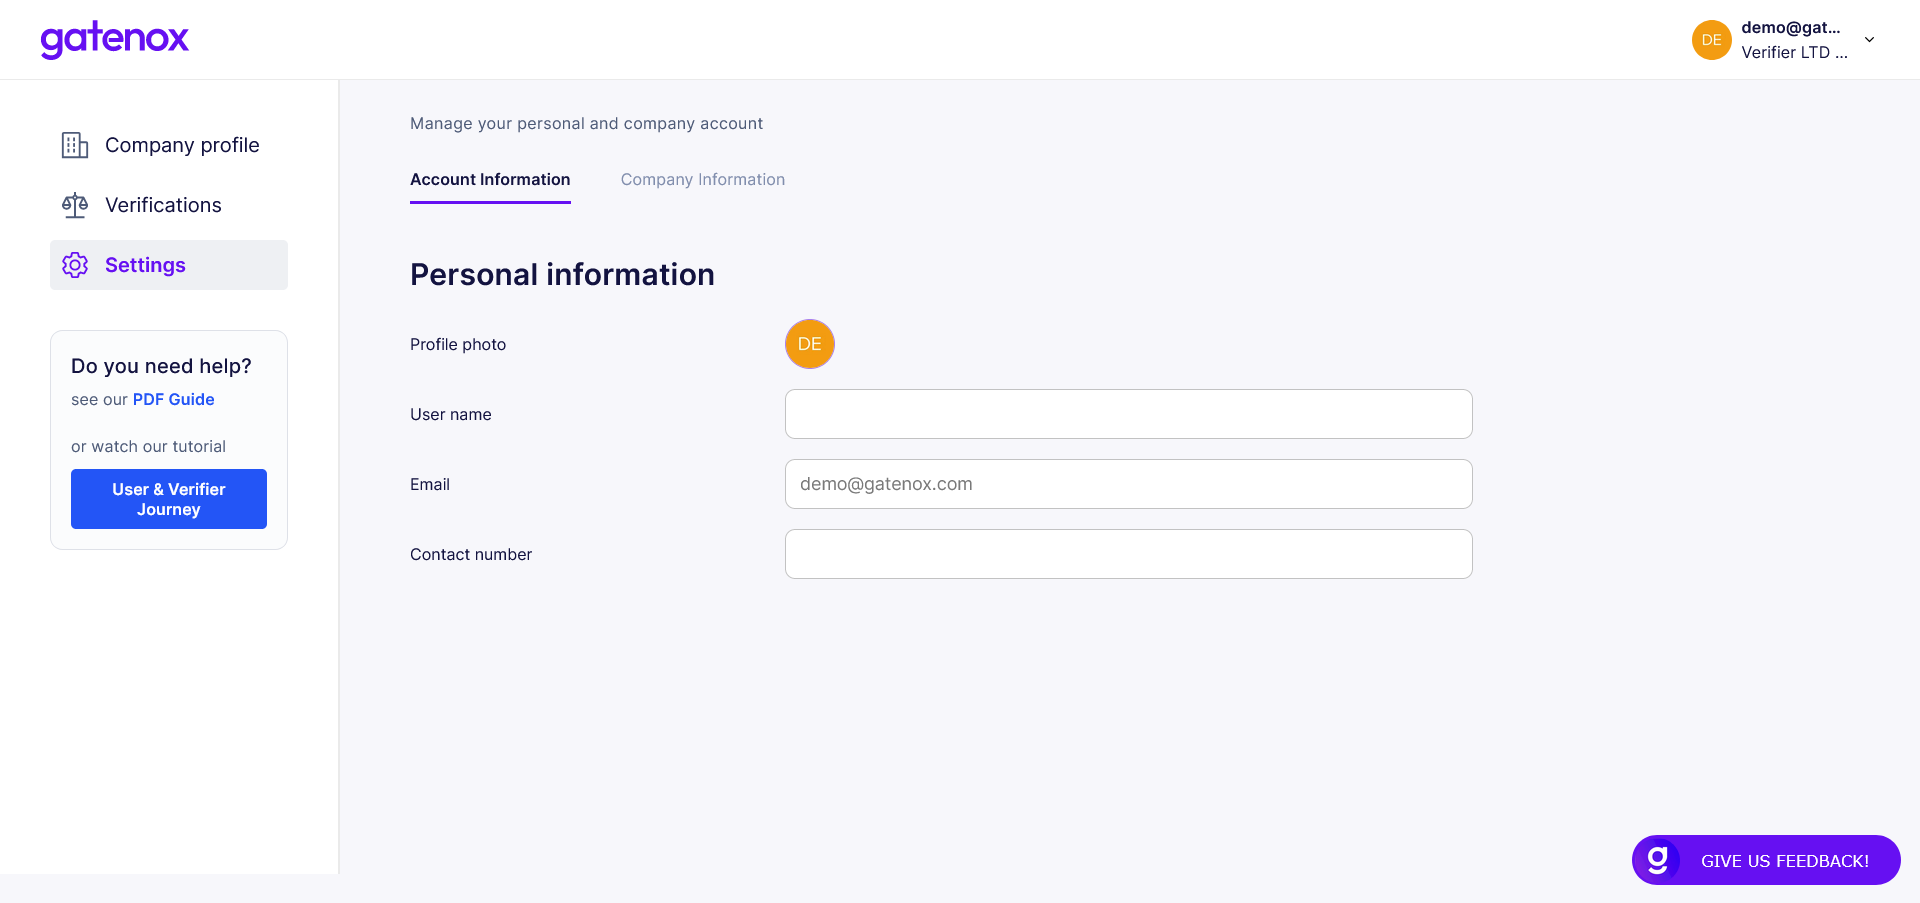 gatenox
DE
demo@gat...
Verifier LTD ...
Company profile
Verifications
Settings
Do you need help?
see our PDF Guide
or watch our tutorial
User & Verifier
Journey
Manage your personal and company account
Account Information
Company Information
Personal information
Profile photo
DE
User name
Email
demo@gatenox.com
Contact number
g
GIVE US FEEDBACK!